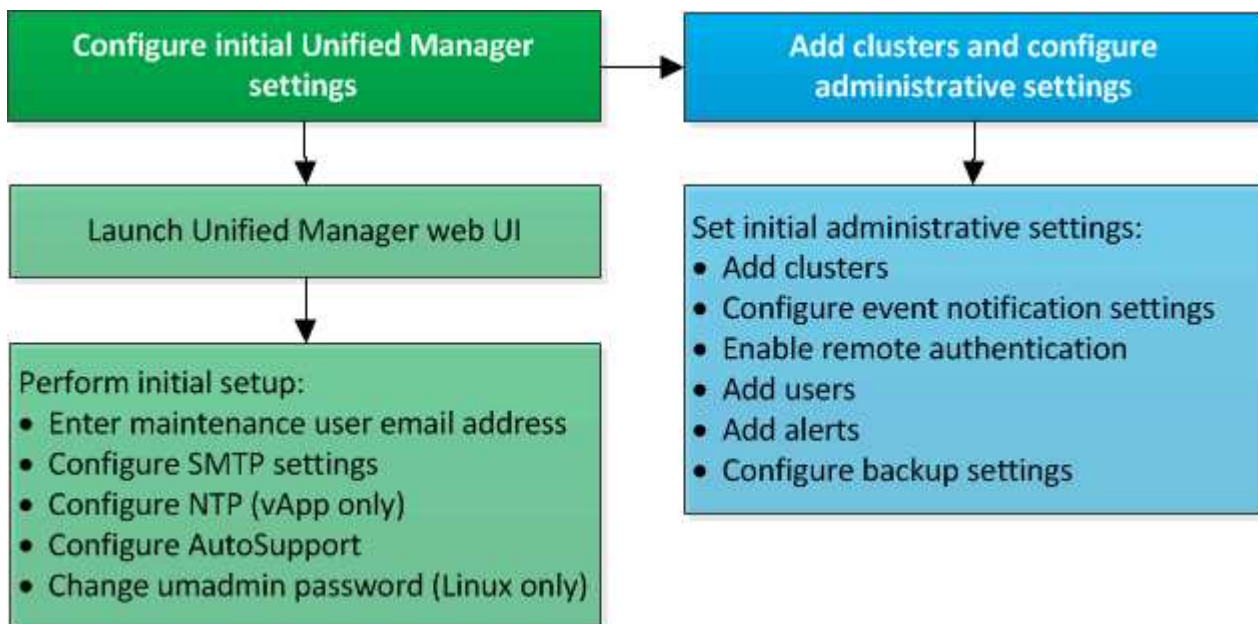 Configure initial Unified Manager
settings
Launch Unified Manager web UI
Perform initial setup:
• Enter maintenance user email address
• Configure SMTP settings
• Configure NTP (vApp only)
• Configure AutoSupport
• Change umadmin password (Linux only)
Add clusters and configure
administrative settings
Set initial administrative settings:
• Add clusters
• Configure event notification settings
• Enable remote authentication
• Add users
• Add alerts
• Configure backup settings